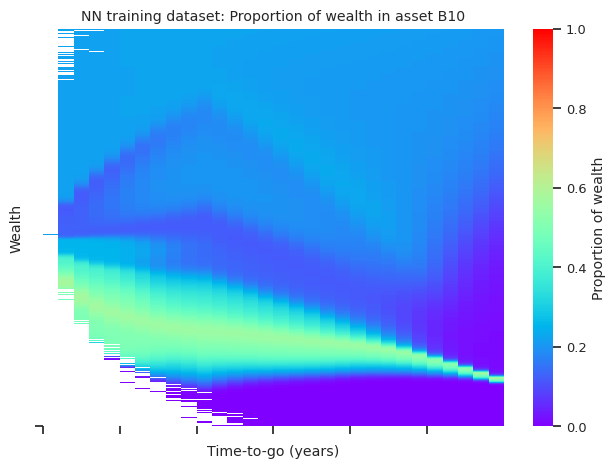 NN training dataset: Proportion of wealth in asset B10
Wealth
Time-to-go (years)
1.0
0.8
0.6
0.4
0.2
0.0
Proportion of wealth